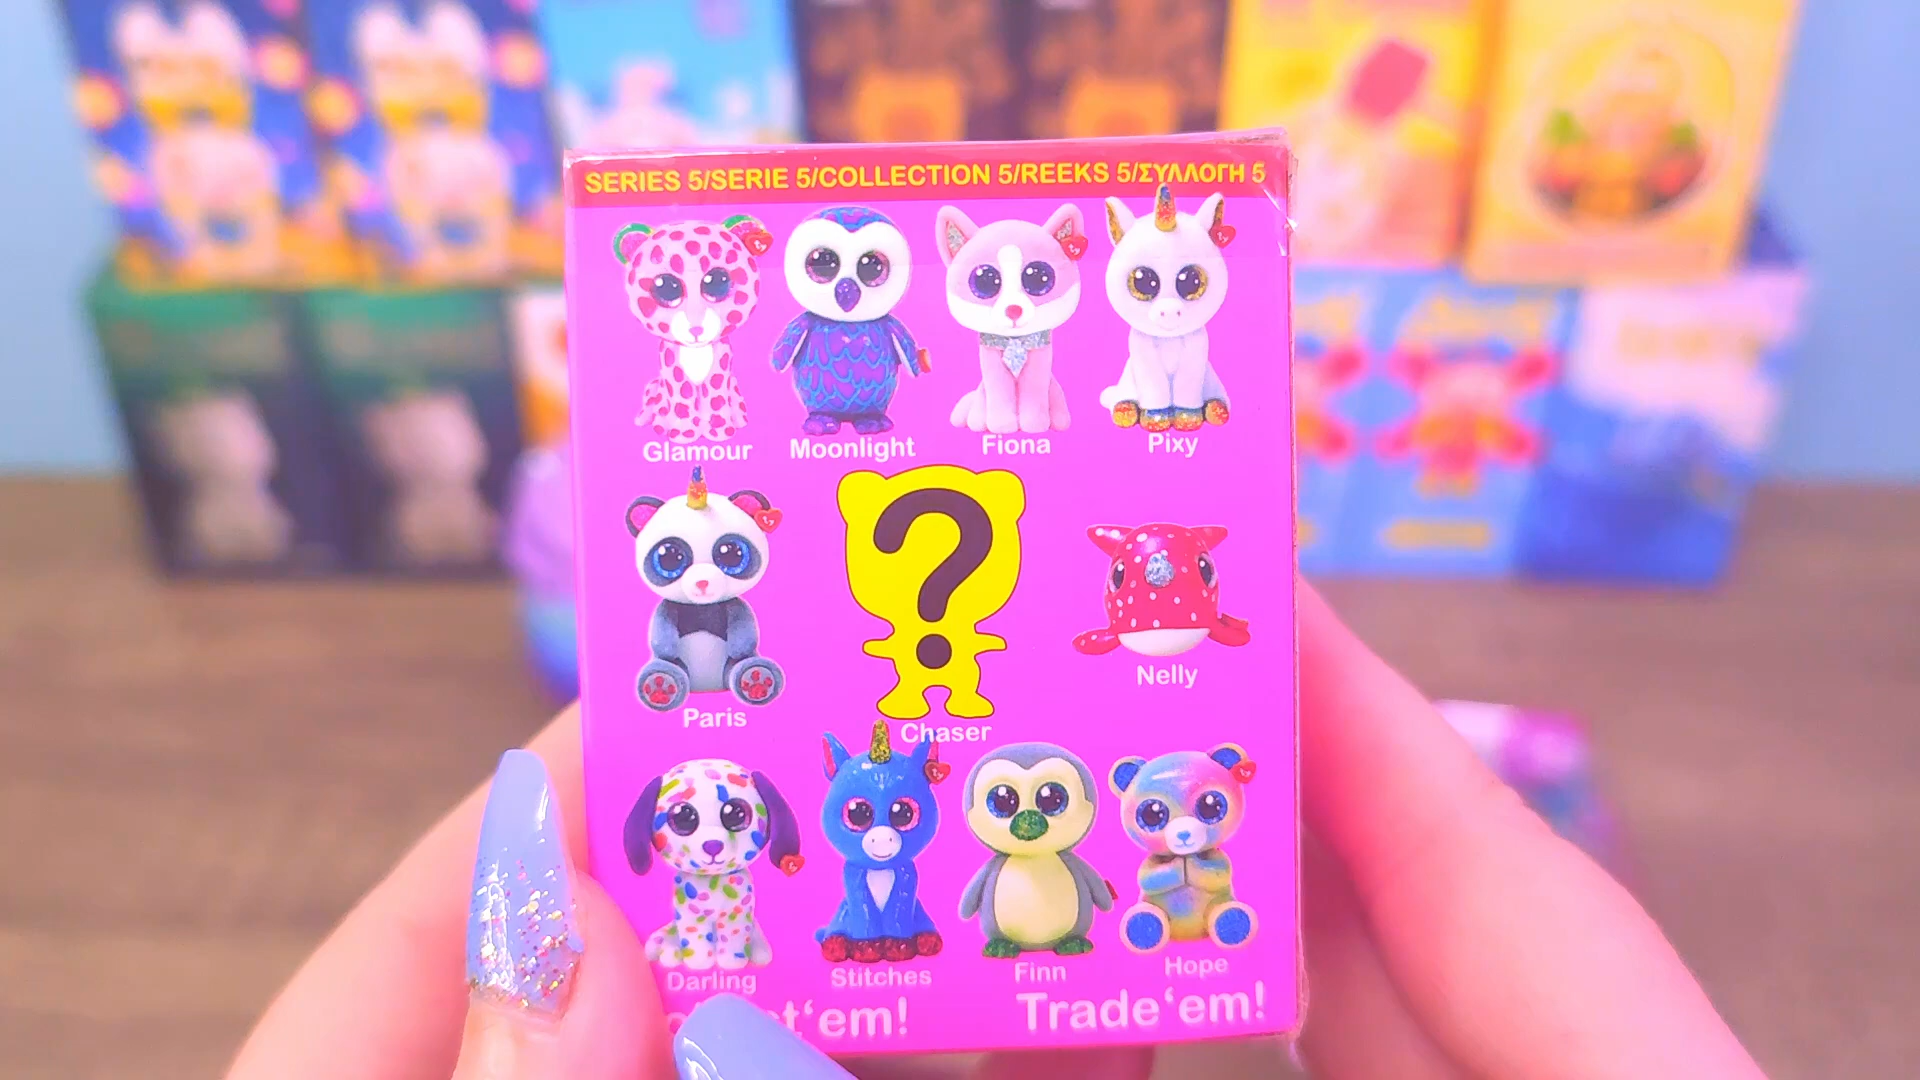 SERIES 5/SERIE 5/COLLECTION 5/REEKS 5/ΣΥΛΛΟΓΗ 5
Glamour Moonlight Fiona Pixy
?
Paris Chaser Nelly
Darling Stitches Finn Hope
t‘em! Trade‘em!